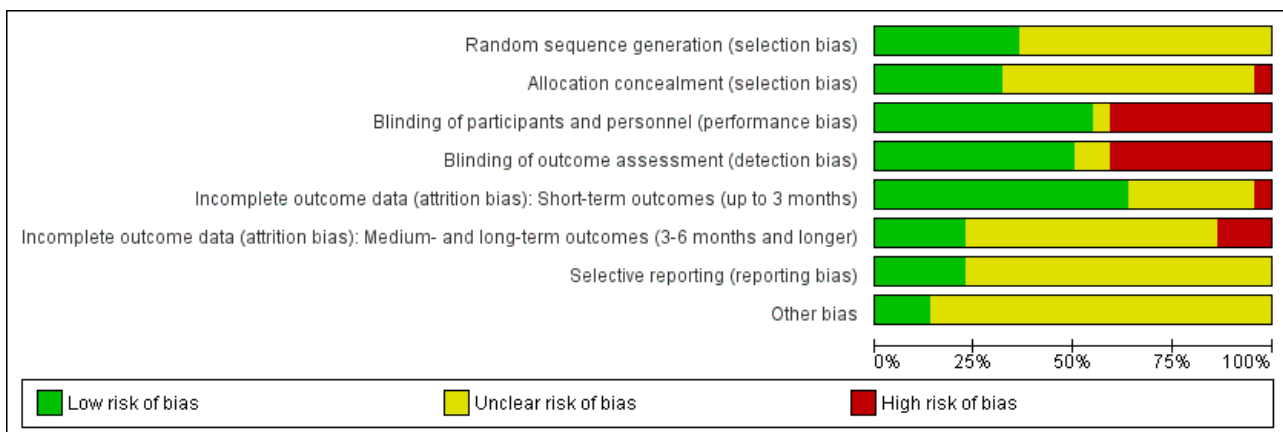 Random sequence generation (selection bias)
Allocation concealment (selection bias)
Blinding of participants and personnel (performance bias)
Blinding of outcome assessment (detection bias)
Incomplete outcome data (attrition bias): Short-term outcomes (up to 3 months)
Incomplete outcome data (attrition bias): Medium- and long-term outcomes (3-6 months and longer)
Selective reporting (reporting bias)
Other bias
0% 25% 50% 75% 100%
Low risk of bias Unclear risk of bias High risk of bias